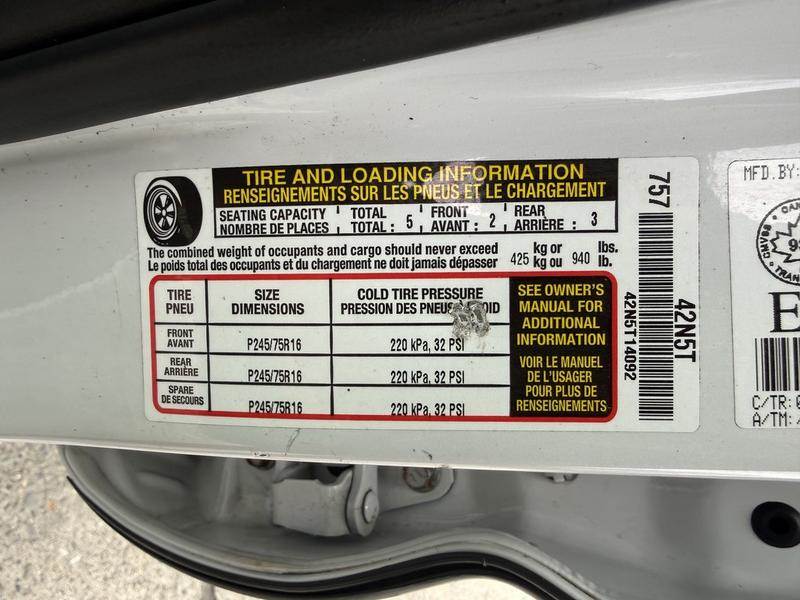 TIRE AND LOADING INFORMATION
RENSEIGNEMENTS SUR LES PNEUS ET LE CHARGEMENT
SEATING CAPACITY TOTAL FRONT REAR
NOMBRE DE PLACES TOTAL : 5 AVANT : 2 ARRIÈRE : 3
The combined weight of occupants and cargo should never exceed kg or lbs.
Le poids total des occupants et du chargement ne doit jamais dépasser 425 kg ou 940 lb.
TIRE SIZE COLD TIRE PRESSURE
PNEU DIMENSIONS PRESSION DES PNEUS
FRONT
AVANT P245/75R16 220 kPa, 32 PSI
REAR
ARRIÈRE P245/75R16 220 kPa, 32 PSI
SPARE
DE SECOURS P245/75R16 220 kPa, 32 PSI
SEE OWNER'S
MANUAL FOR
ADDITIONAL
INFORMATION
VOIR LE MANUEL
DE L'USAGER
POUR PLUS DE
RENSEIGNEMENTS
757
42N5T14092
42N5T
MFD.BY:
CMVSS
C/TR:
A/TM: